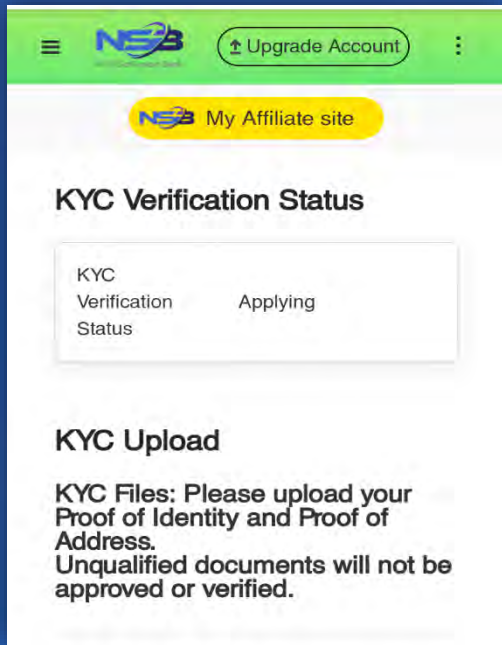 NSB
Upgrade Account
NSB My Affiliate site
KYC Verification Status
KYC
Verification Applying
Status
KYC Upload
KYC Files: Please upload your
Proof of Identity and Proof of
Address.
Unqualified documents will not be
approved or verified.